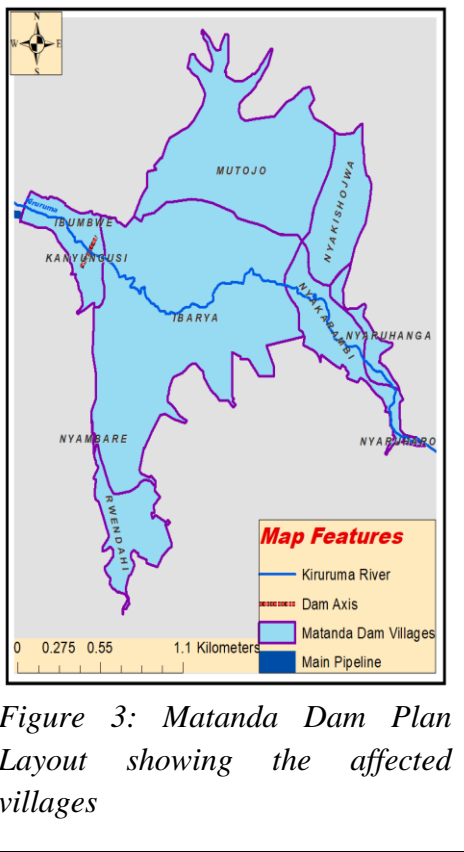 N
W E
S
MUTOJO
NYAKISHOJWA
Kiruruma
IBUMBWE
KANYUNGUSI
IBARYA
NYAKARAMBI
NYARUHANGA
NYAMBARE
NYARUHARO
RWENDAHI
Map Features
Kiruruma River
Dam Axis
Matanda Dam Villages
Main Pipeline
0 0.275 0.55 1.1 Kilometers
Figure 3: Matanda Dam Plan
Layout showing the affected
villages